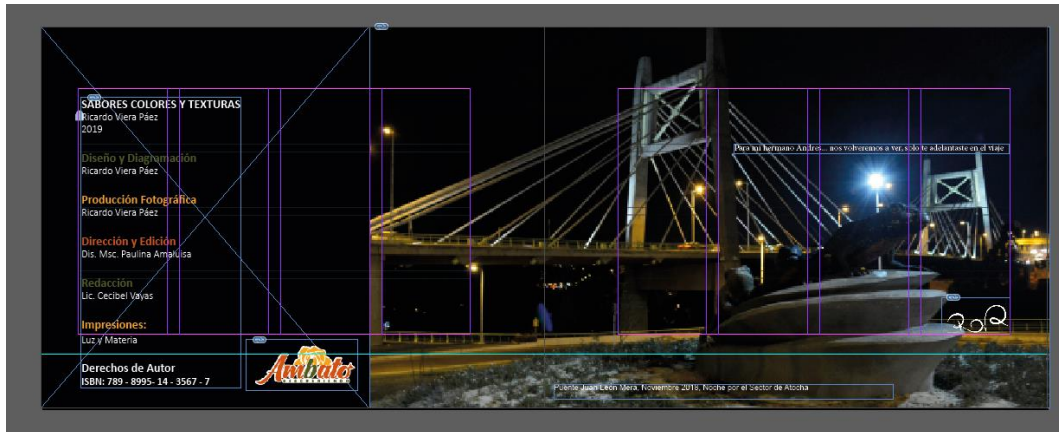 SABORES COLORES Y TEXTURAS
Ricardo Viera Páez
2019
Diseño y Diagramación
Ricardo Viera Páez
Producción Fotográfica
Ricardo Viera Páez
Dirección y Edición
Dis. Msc. Paulina Amaluisa
Redacción
Lic. Cecibel Vayas
Impresiones:
Luz y Materia
Derechos de Autor
ISBN: 789 - 8995- 14 - 3567 - 7
Ambato
Para mi hermano Andres... nos volveremos a ver, solo te adelantaste en el viaje
Puente Juan León Mera, Noviembre 2018, Noche por el Sector de Atocha